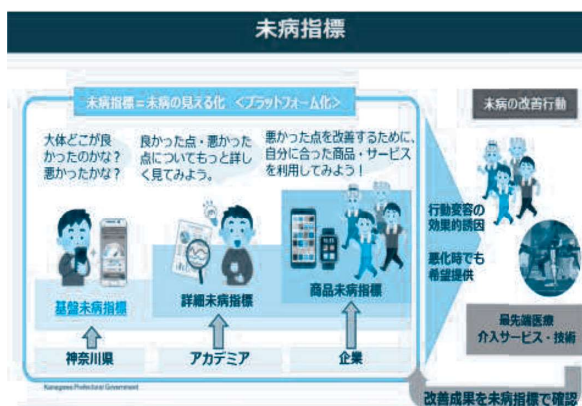 未病指標
未病指標＝未病の見える化 <プラットフォーム化>
大体どこが良
かったのかな？
悪かったかな？
良かった点・悪かった
点についてもっと詳し
く見てみよう。
悪かった点を改善するために、
自分に合った商品・サービス
を利用してみよう！
基盤未病指標
詳細未病指標
商品未病指標
神奈川県
アカデミア
企業
Kanagawa Prefectural Government
未病の改善行動
行動変容の
効果的誘因
悪化時でも
希望提供
最先端医療
介入サービス・技術
改善成果を未病指標で確認